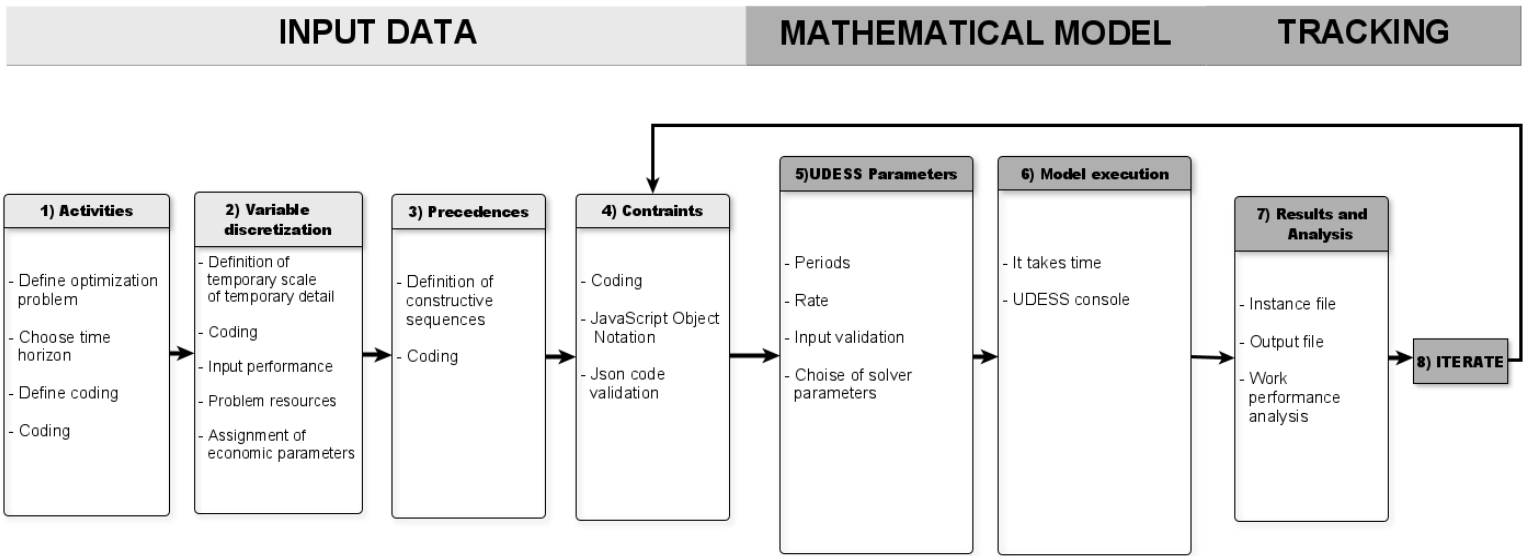 INPUT DATA
MATHEMATICAL MODEL
TRACKING
1) Activities
- Define optimization
problem
- Choose time
horizon
- Define coding
- Coding
2) Variable
discretization
- Definition of
temporary scale
of temporary detail
- Coding
- Input performance
- Problem resources
- Assignment of
economic parameters
3) Precedences
- Definition of
constructive
sequences
- Coding
4) Contraints
- Coding
- JavaScript Object
Notation
- Json code
validation
5)UDESS Parameters
- Periods
- Rate
- Input validation
- Choise of solver
parameters
6) Model execution
- It takes time
- UDESS console
7) Results and
Analysis
- Instance file
- Output file
- Work
performance
analysis
8) ITERATE